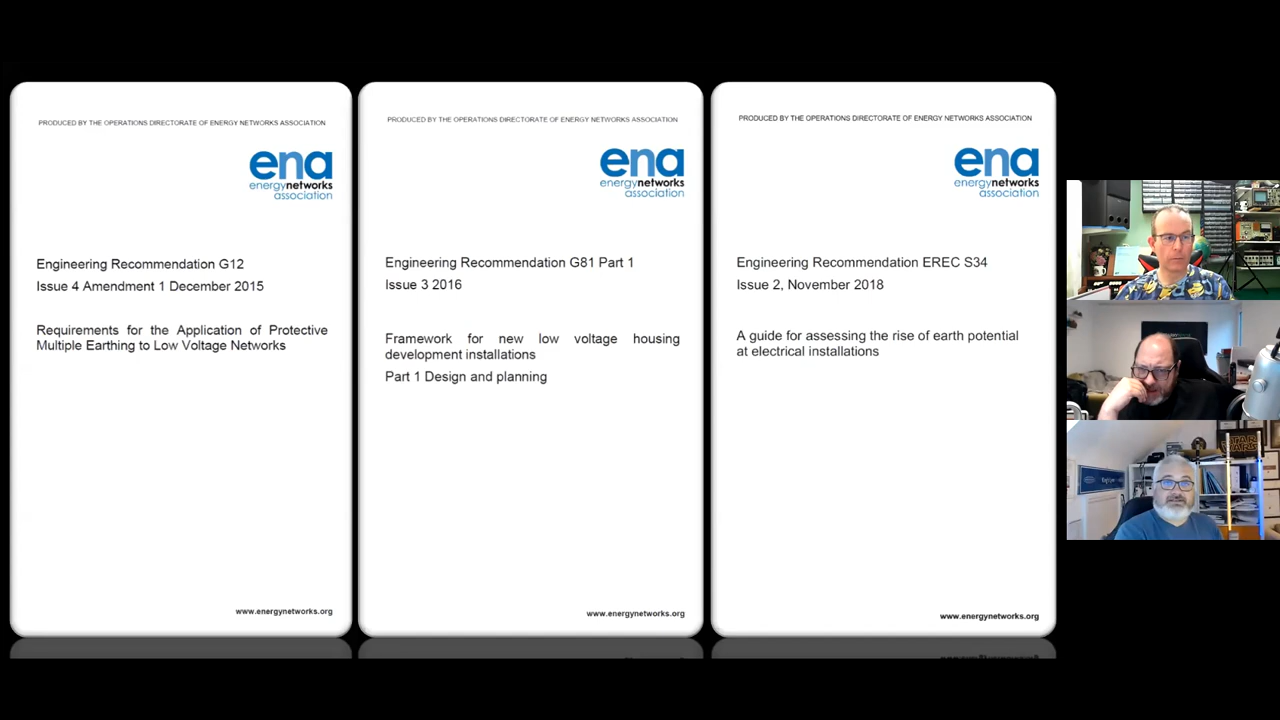 PRODUCED BY THE OPERATIONS DIRECTORATE OF ENERGY NETWORKS ASSOCIATION
ena
energynetworks
association
Engineering Recommendation G12
Issue 4 Amendment 1 December 2015
Requirements for the Application of Protective
Multiple Earthing to Low Voltage Networks
www.energynetworks.org
PRODUCED BY THE OPERATIONS DIRECTORATE OF ENERGY NETWORKS ASSOCIATION
ena
energynetworks
association
Engineering Recommendation G81 Part 1
Issue 3 2016
Framework for new low voltage housing
development installations
Part 1 Design and planning
www.energynetworks.org
PRODUCED BY THE OPERATIONS DIRECTORATE OF ENERGY NETWORKS ASSOCIATION
ena
energynetworks
association
Engineering Recommendation EREC S34
Issue 2, November 2018
A guide for assessing the rise of earth potential
at electrical installations
www.energynetworks.org
STAR
WARS